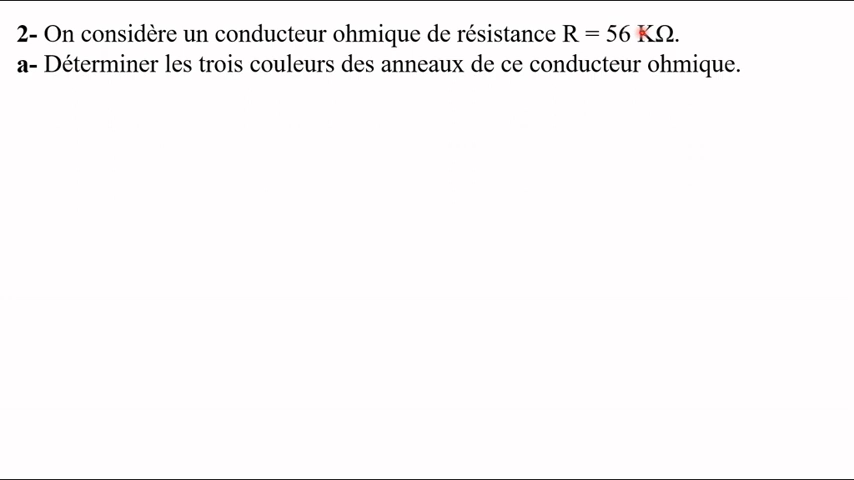 2- On considère un conducteur ohmique de résistance R = 56 KΩ.
a- Déterminer les trois couleurs des anneaux de ce conducteur ohmique.